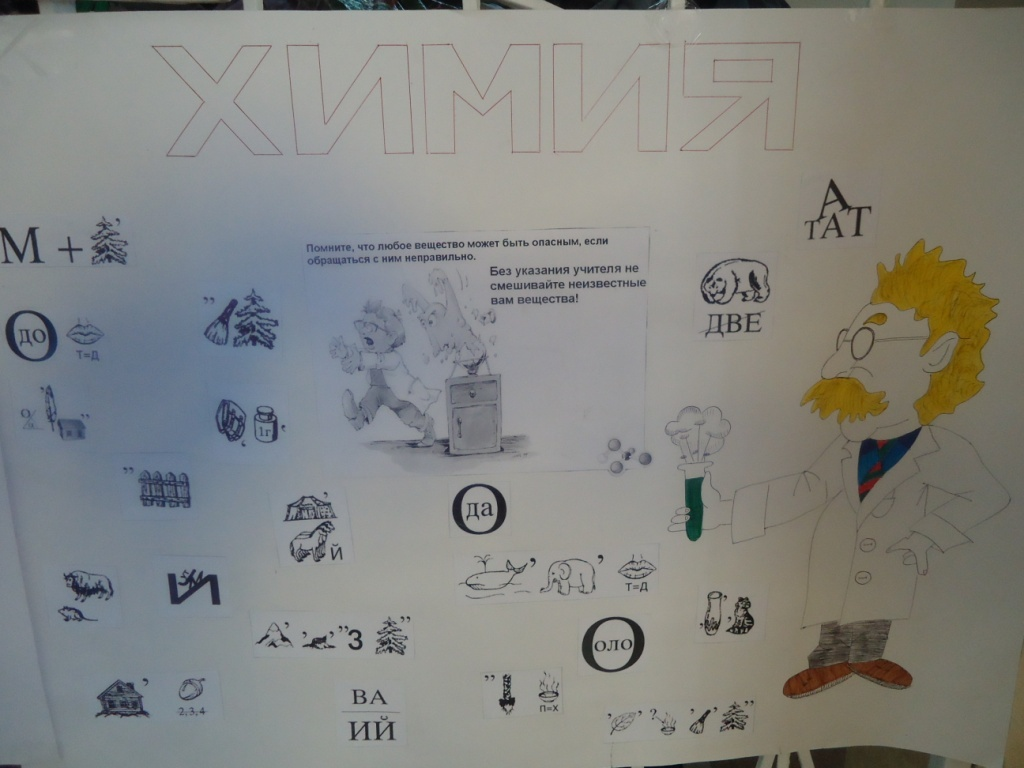 ХИМИЯ
А
ТАТ
М +
Помните, что любое вещество может быть опасным, если
обращаться с ним неправильно.
Без указания учителя не
смешивайте неизвестные
вам вещества!
ДВЕ
О
ДО
Т=Д
1г
О
да
Й
И
Т=Д
З
О
ОЛО
2,3,4
ВА
ИЙ
П=Х